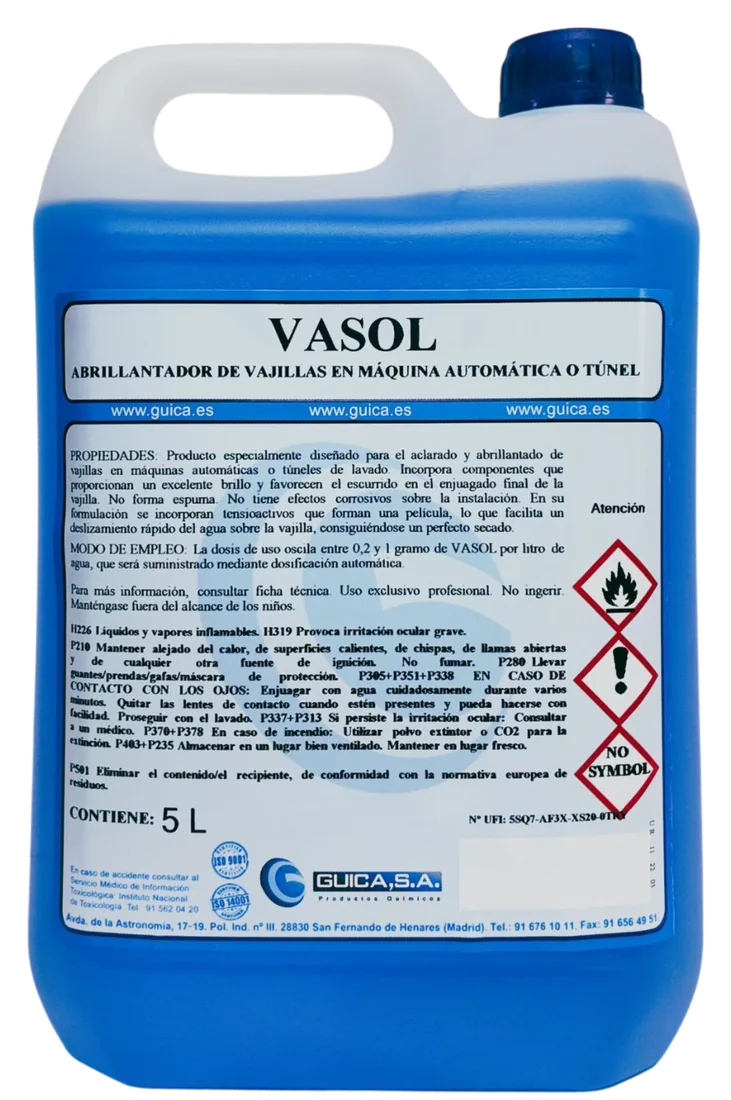 VASOL
ABRILLANTADOR DE VAJILLAS EN MÁQUINA AUTOMÁTICA O TÚNEL
www.guica.es www.guica.es www.guica.es
PROPIEDADES: Producto especialmente diseñado para el aclarado y abrillantado de
vajillas en máquinas automáticas o túneles de lavado. Incorpora componentes que
proporcionan un excelente brillo y favorecen el escurrido en el enjuagado final de la
vajilla. No forma espuma. No tiene efectos corrosivos sobre la instalación. En su
formulación se incorporan tensioactivos que forman una película, lo que facilita un
deslizamiento rápido del agua sobre la vajilla, consiguiéndose un perfecto secado.
MODO DE EMPLEO: La dosis de uso oscila entre 0,2 y 1 gramo de VASOL por litro de
agua, que será suministrado mediante dosificación automática.
Para más información, consultar ficha técnica. Uso exclusivo profesional. No ingerir.
Manténgase fuera del alcance de los niños.
H226 Líquidos y vapores inflamables. H319 Provoca irritación ocular grave.
P210 Mantener alejado del calor, de superficies calientes, de chispas, de llamas abiertas
y de cualquier otra fuente de ignición. No fumar. P280 Llevar
guantes/prendas/gafas/máscara de protección. P305+P351+P338 EN CASO DE
CONTACTO CON LOS OJOS: Enjuagar con agua cuidadosamente durante varios
minutos. Quitar las lentes de contacto cuando estén presentes y pueda hacerse con
facilidad. Proseguir con el lavado. P337+P313 Si persiste la irritación ocular: Consultar
a un médico. P370+P378 En caso de incendio: Utilizar polvo extintor o CO2 para la
extinción. P403+P235 Almacenar en un lugar bien ventilado. Mantener en lugar fresco.
P501 Eliminar el contenido/el recipiente, de conformidad con la normativa europea de
residuos.
Atención
NO
SYMBOL
CONTIENE: 5 L
Nº UFI: 5SQ7-AF3X-XS20-0TRY
En caso de accidente consultar al
Servicio Médico de Información
Toxicológica: Instituto Nacional
de Toxicología Tel. 91 562 04 20
ISO 9001
ISO 14001
GUICA,S.A.
Productos Químicos
Avda. de la Astronomía, 17-19. Pol. Ind. nº III. 28830 San Fernando de Henares (Madrid). Tel.: 91 676 10 11. Fax: 91 656 49 51